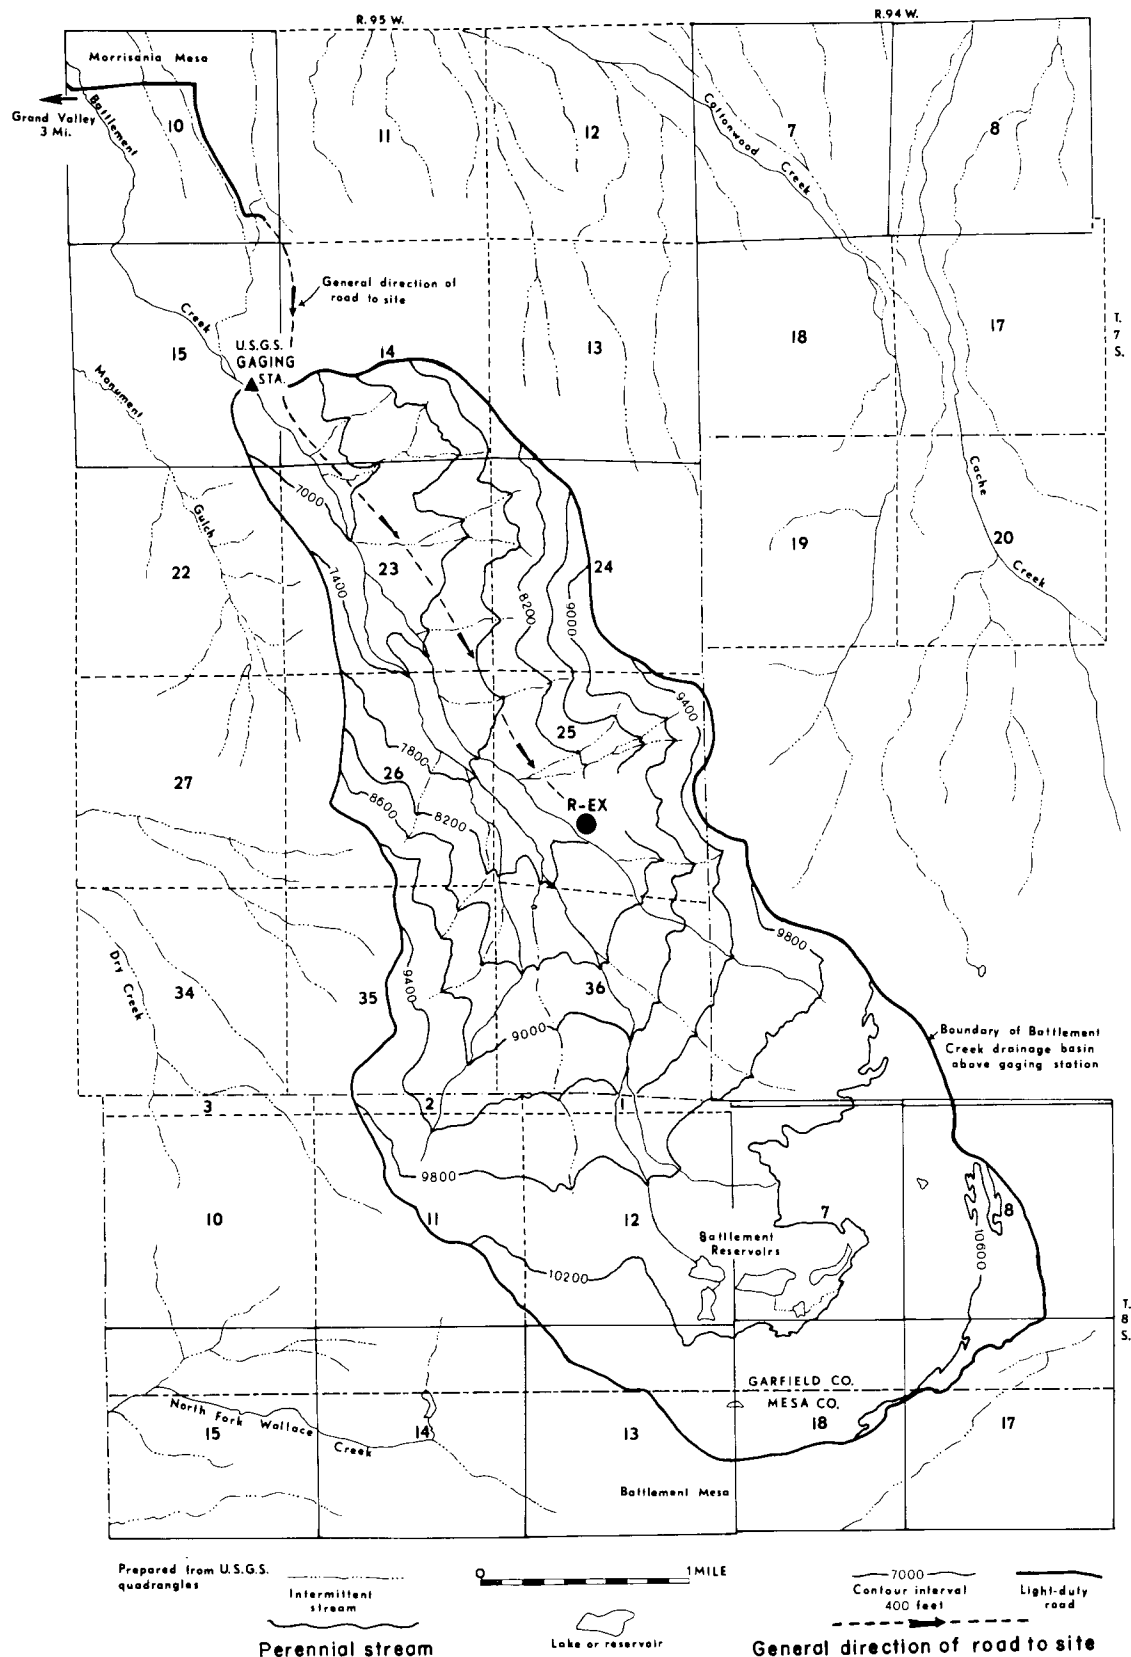 R. 95 W.
R. 94 W.
Morrisania Mesa
Grand Valley
3 Mi.
Battlement
10
11
12
Cottonwood
Creek
7
8
General direction of
road to site
Creek
15
U.S.G.S.
GAGING
STA.
14
13
18
17
T.
7
S.
Monument
Gulch
7000
Cache
Creek
22
7400
23
24
8200
9000
19
20
9400
25
7800
26
27
8600
8200
R-EX
9800
Dry
Creek
34
35
9400
36
9000
Boundary of Battlement
Creek drainage basin
above gaging station
3
2
1
9800
10
11
12
7
8
Battlement
Reservoirs
10600
10200
T.
8
S.
GARFIELD CO.
MESA CO.
North Fork Wallace
Creek
15
14
13
18
17
Battlement Mesa
Prepared from U.S.G.S.
quadrangles
Intermittent
stream
Perennial stream
0
1 MILE
Lake or reservoir
7000
Contour interval
400 feet
Light-duty
road
General direction of road to site